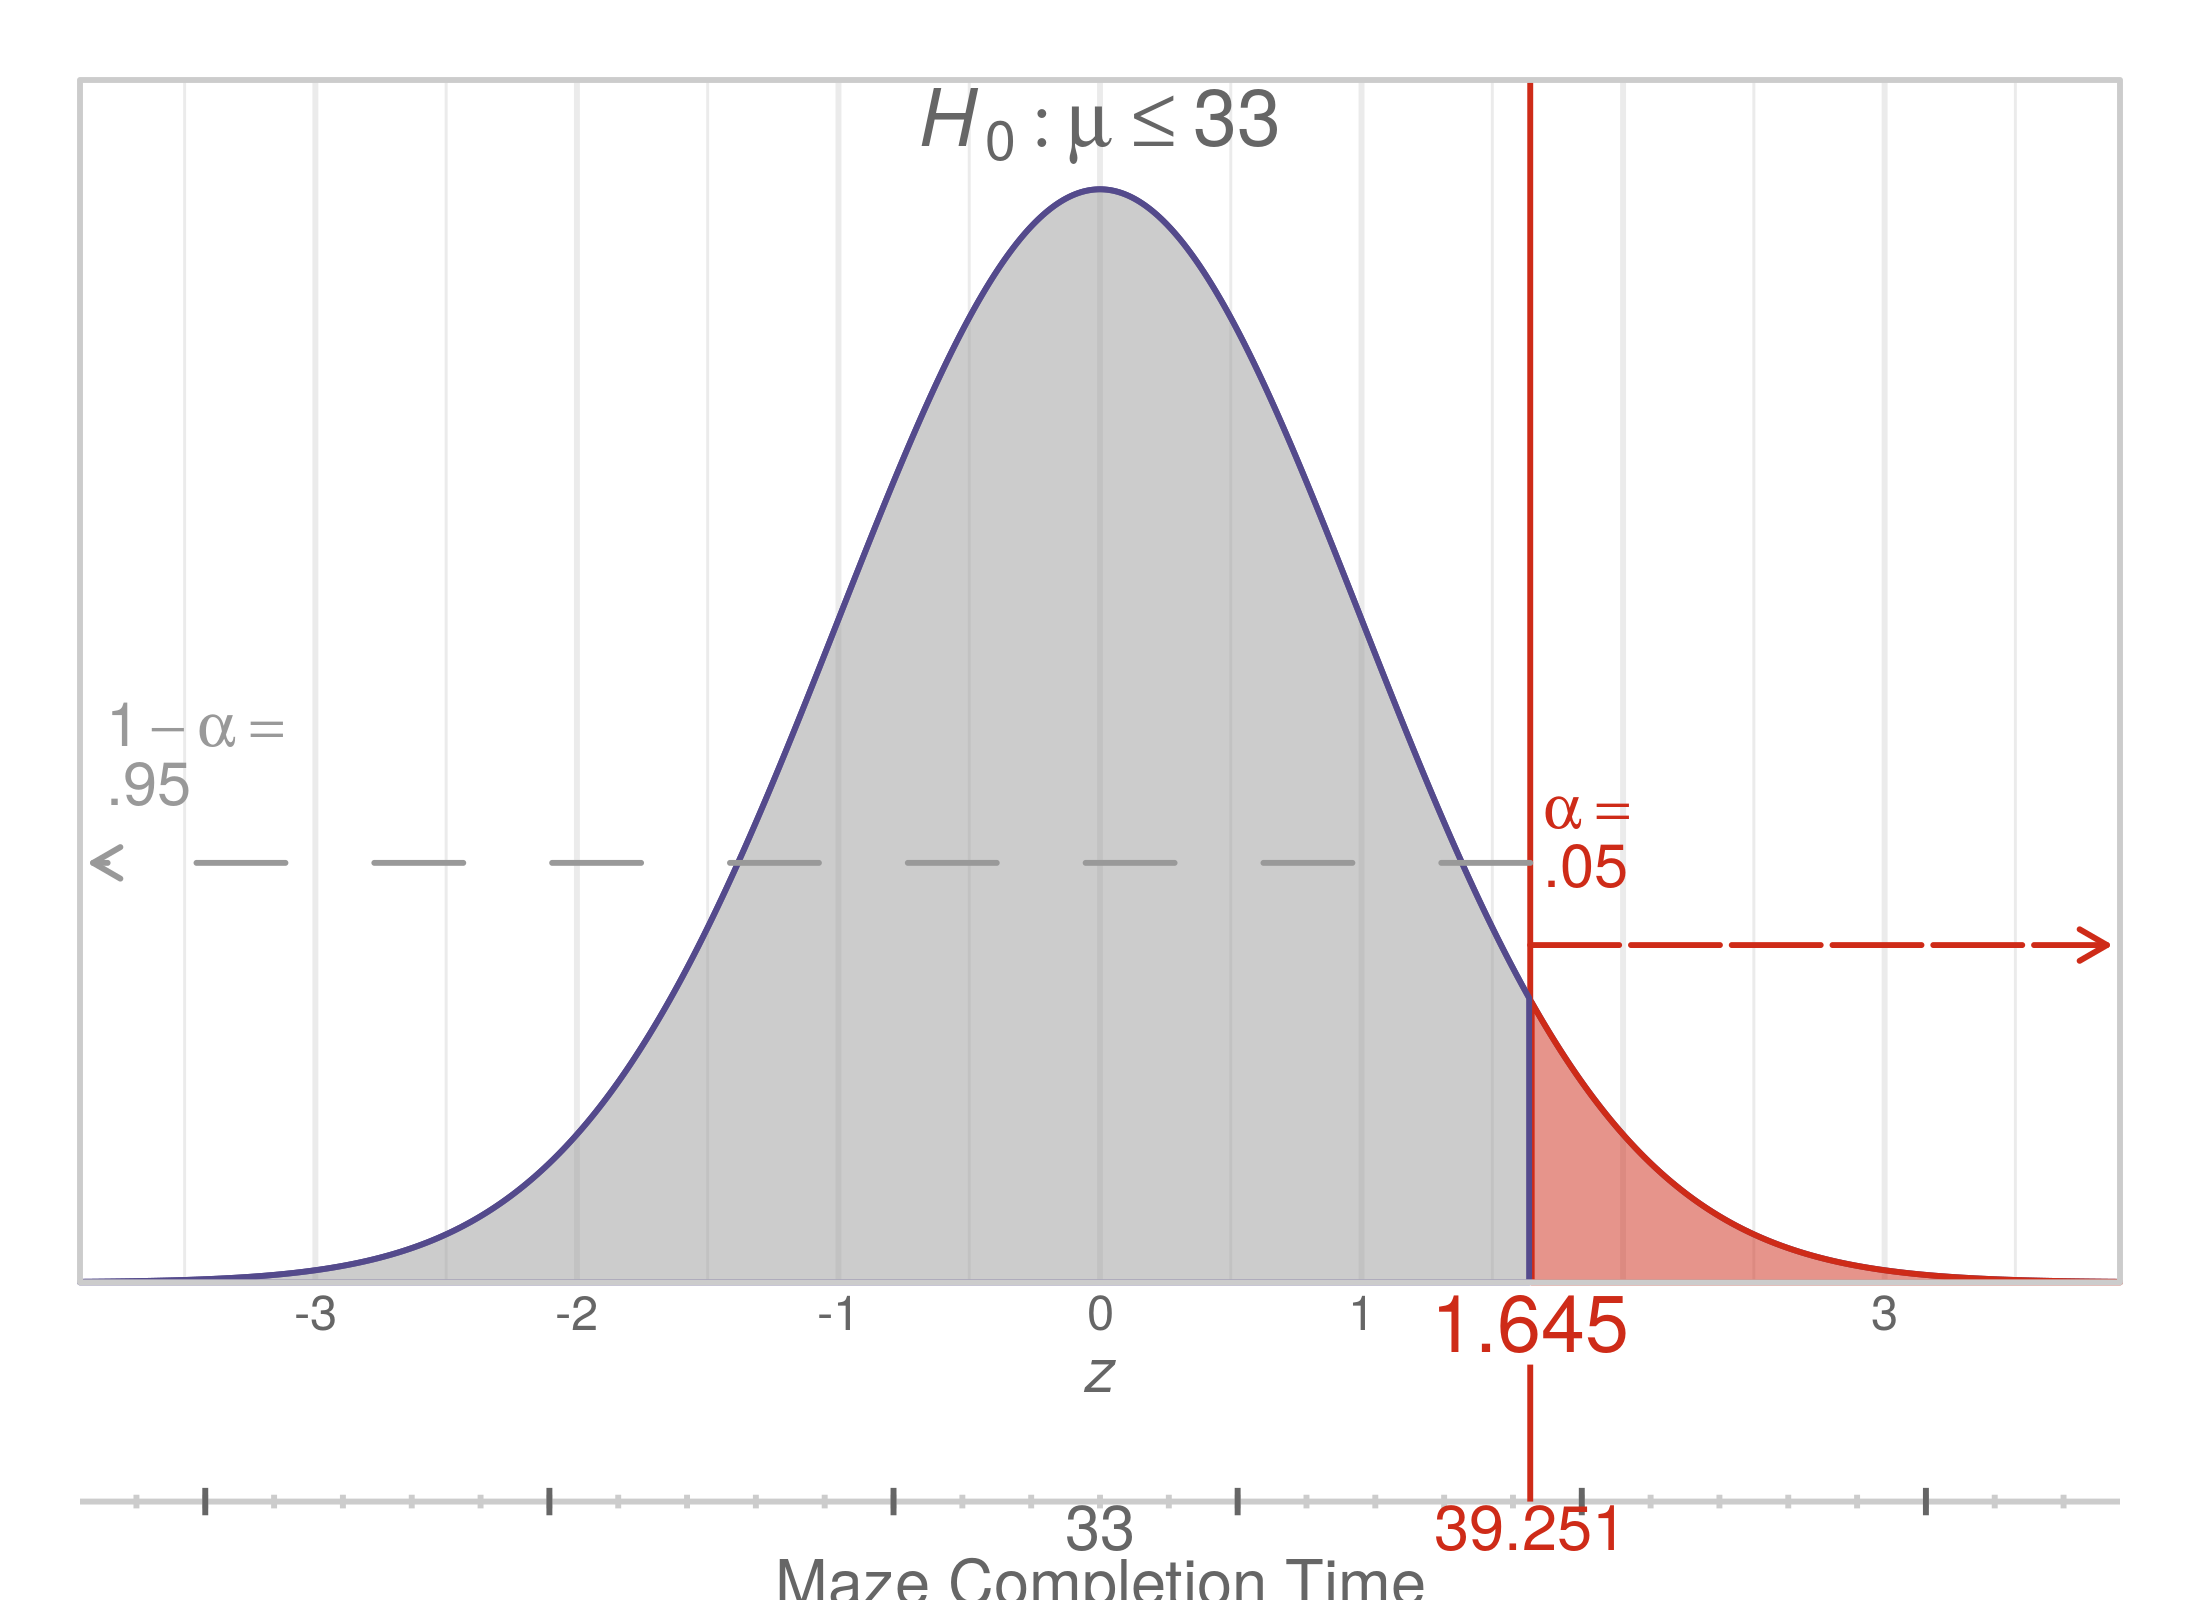 H0 : μ ≤ 33
1 − α =
.95
α =
.05
-3 -2 -1 0 1 1.645 3
z
33 39.251
Maze Completion Time